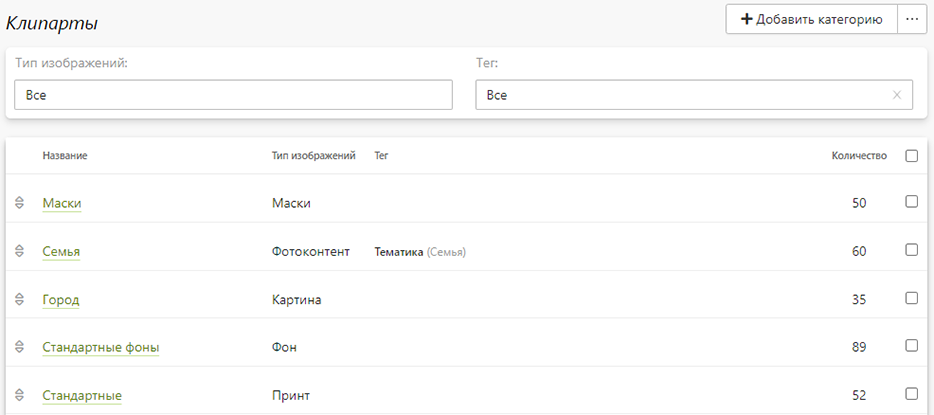 Клипарты
Добавить категорию ...
Тип изображений: Тег:
Все Все
Название Тип изображений Тег Количество
Маски Маски 50
Семья Фотоконтент Тематика (Семья) 60
Город Картина 35
Стандартные фоны Фон 89
Стандартные Принт 52